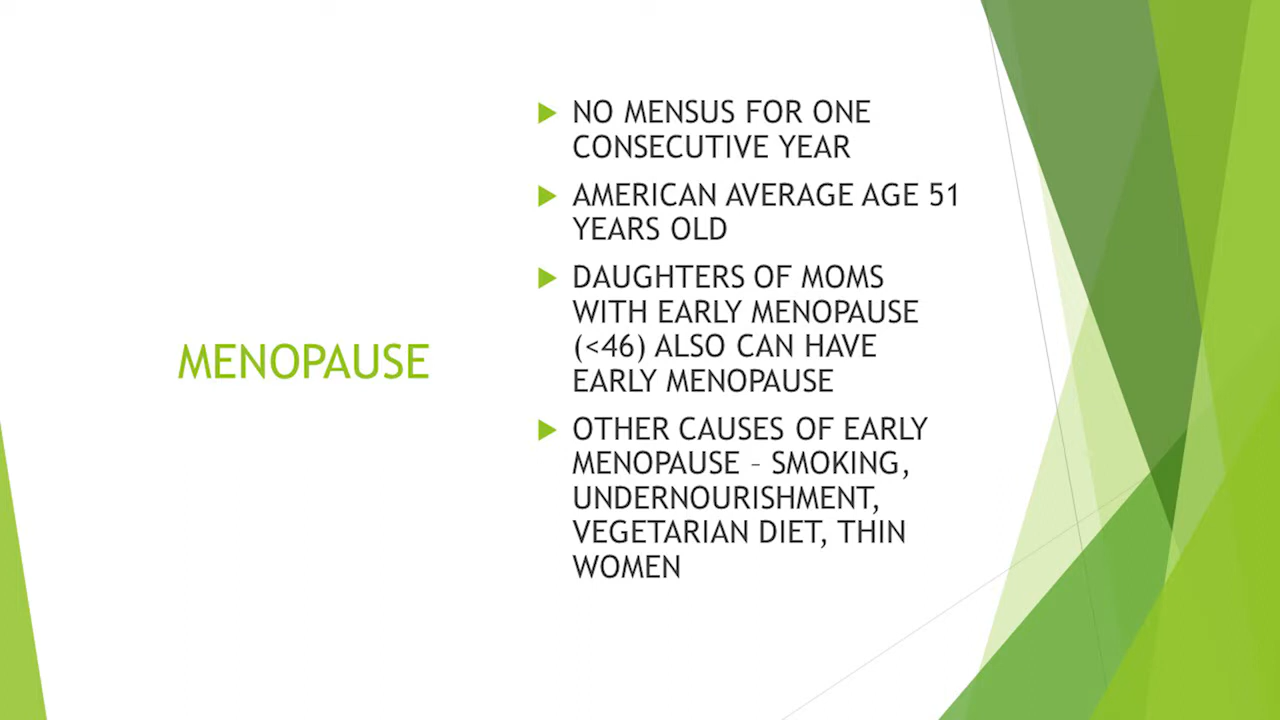 MENOPAUSE
NO MENSUS FOR ONE
CONSECUTIVE YEAR
AMERICAN AVERAGE AGE 51
YEARS OLD
DAUGHTERS OF MOMS
WITH EARLY MENOPAUSE
(<46) ALSO CAN HAVE
EARLY MENOPAUSE
OTHER CAUSES OF EARLY
MENOPAUSE – SMOKING,
UNDERNOURISHMENT,
VEGETARIAN DIET, THIN
WOMEN